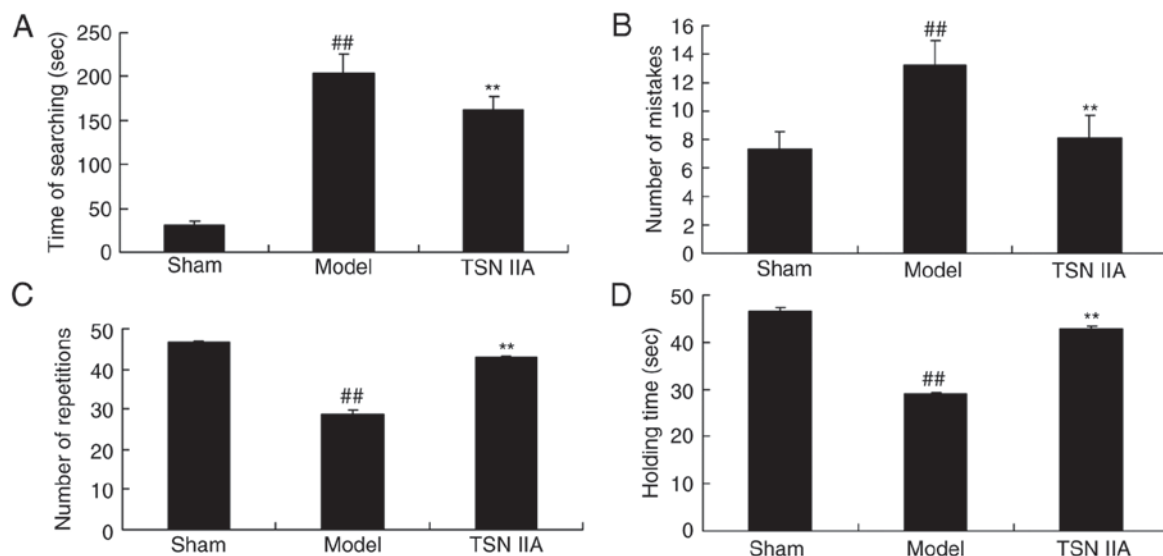 A
Time of searching (sec)
250
200
150
100
50
0
##
**
Sham Model TSN IIA
B
Number of mistakes
16
14
12
10
8
6
4
2
0
##
**
Sham Model TSN IIA
C
Number of repetitions
50
40
30
20
10
0
##
**
Sham Model TSN IIA
D
Holding time (sec)
50
40
30
20
10
0
##
**
Sham Model TSN IIA